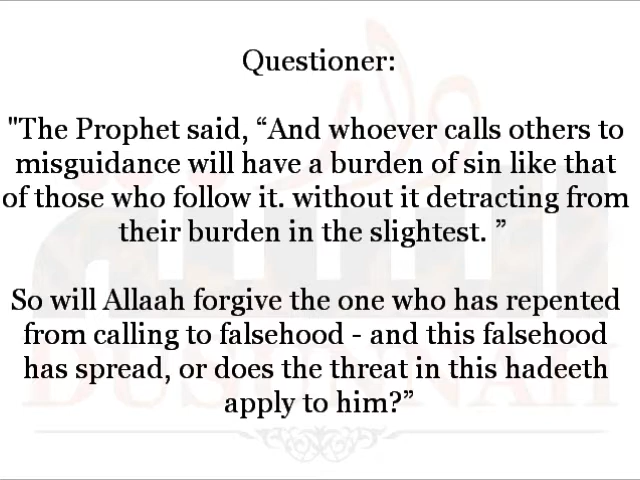 Questioner:
"The Prophet said, “And whoever calls others to
misguidance will have a burden of sin like that
of those who follow it. without it detracting from
their burden in the slightest. ”
So will Allaah forgive the one who has repented
from calling to falsehood - and this falsehood
has spread, or does the threat in this hadeeth
apply to him?”